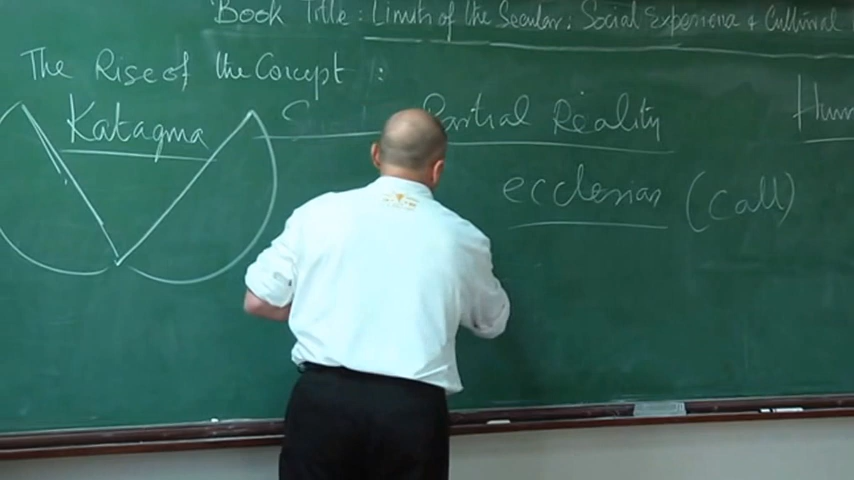 Book Title : Limits of the Secular : Social Experience & Cultural
The Rise of the Concept :
Katagma
Partial Reality
Hum
ecclesian (call)